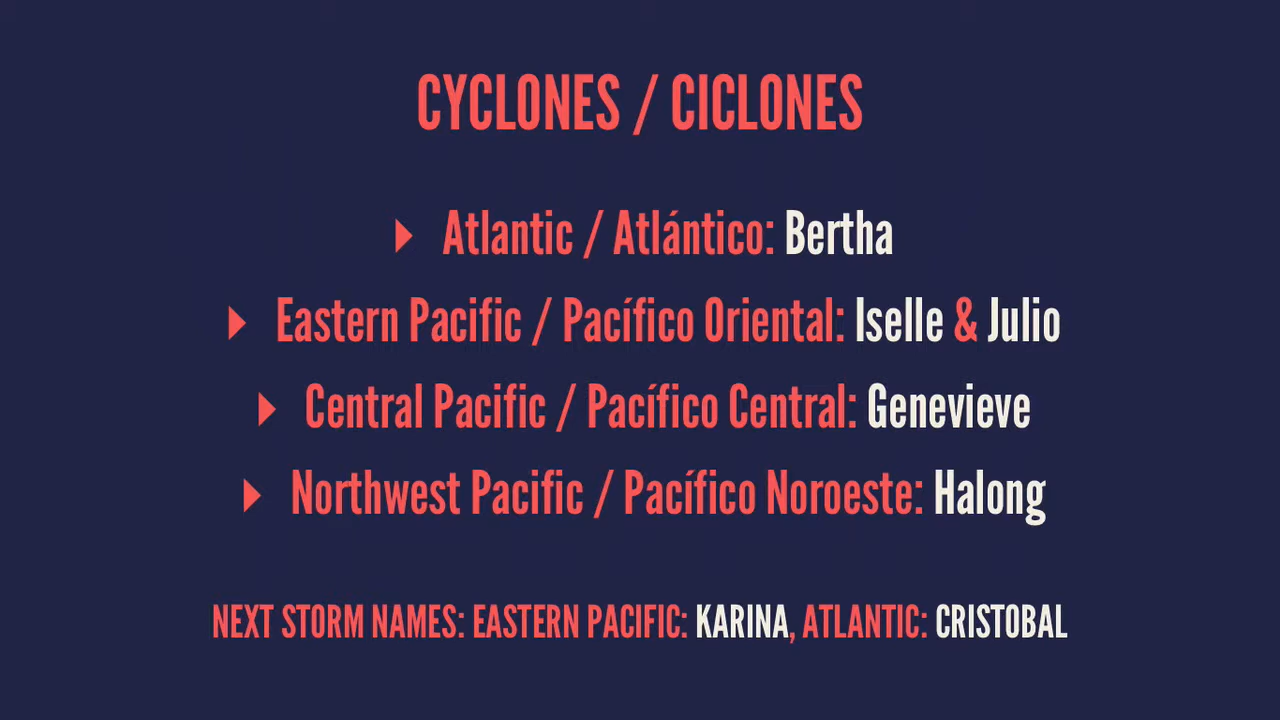 CYCLONES / CICLONES
Atlantic / Atlántico: Bertha
Eastern Pacific / Pacífico Oriental: Iselle & Julio
Central Pacific / Pacífico Central: Genevieve
Northwest Pacific / Pacífico Noroeste: Halong
NEXT STORM NAMES: EASTERN PACIFIC: KARINA, ATLANTIC: CRISTOBAL